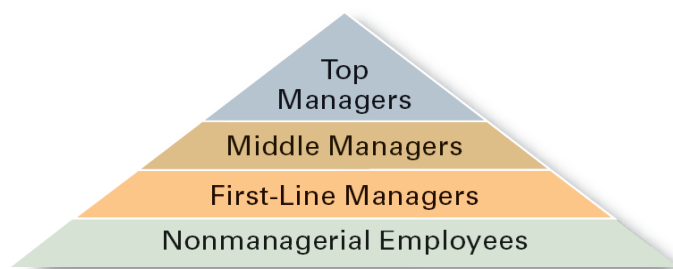 Top
Managers
Middle Managers
First-Line Managers
Nonmanagerial Employees